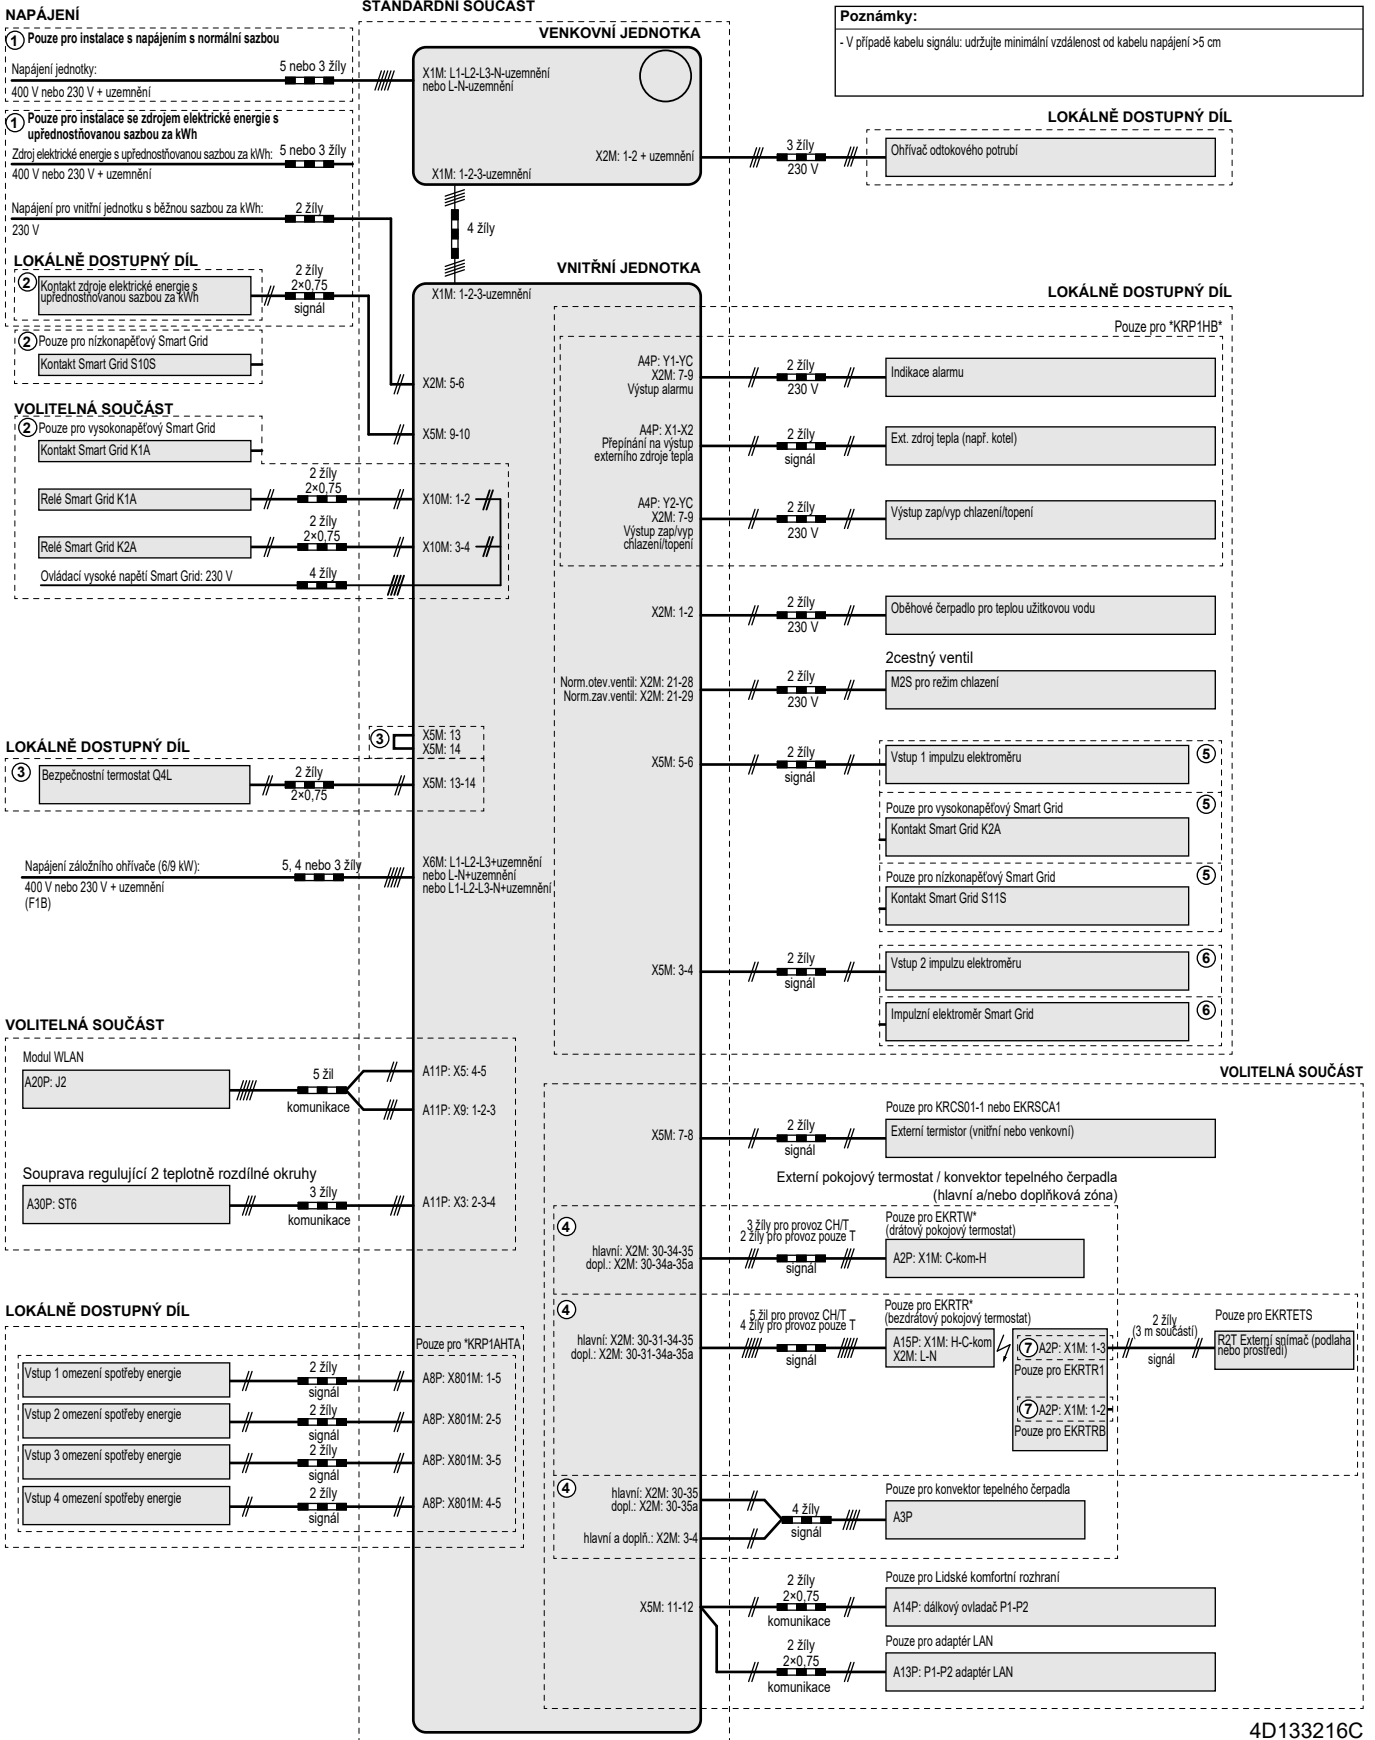 NAPÁJENÍ
① Pouze pro instalace s napájením s normální sazbou
Napájení jednotky:
5 nebo 3 žíly
400 V nebo 230 V + uzemnění
① Pouze pro instalace se zdrojem elektrické energie s
upřednostňovanou sazbou za kWh
Zdroj elektrické energie s upřednostňovanou sazbou za kWh:
5 nebo 3 žíly
400 V nebo 230 V + uzemnění
Napájení pro vnitřní jednotku s běžnou sazbou za kWh:
2 žíly
230 V
LOKÁLNĚ DOSTUPNÝ DÍL
② Kontakt zdroje elektrické energie s
upřednostňovanou sazbou za kWh
2 žíly
2×0,75
signál
② Pouze pro nízkonapěťový Smart Grid
Kontakt Smart Grid S10S
VOLITELNÁ SOUČÁST
② Pouze pro vysokonapěťový Smart Grid
Kontakt Smart Grid K1A
Relé Smart Grid K1A
2 žíly
2×0,75
Relé Smart Grid K2A
2 žíly
2×0,75
Ovládací vysoké napětí Smart Grid: 230 V
4 žíly
LOKÁLNĚ DOSTUPNÝ DÍL
③ Bezpečnostní termostat Q4L
2 žíly
2×0,75
Napájení záložního ohřívače (6/9 kW):
5, 4 nebo 3 žíly
400 V nebo 230 V + uzemnění
(F1B)
VOLITELNÁ SOUČÁST
Modul WLAN
A20P: J2
5 žil
komunikace
Souprava regulující 2 teplotně rozdílné okruhy
A30P: ST6
3 žíly
komunikace
LOKÁLNĚ DOSTUPNÝ DÍL
Pouze pro *KRP1AHTA
Vstup 1 omezení spotřeby energie
2 žíly
signál
A8P: X801M: 1-5
Vstup 2 omezení spotřeby energie
2 žíly
signál
A8P: X801M: 2-5
Vstup 3 omezení spotřeby energie
2 žíly
signál
A8P: X801M: 3-5
Vstup 4 omezení spotřeby energie
2 žíly
signál
A8P: X801M: 4-5
STANDARDNÍ SOUČÁST
VENKOVNÍ JEDNOTKA
X1M: L1-L2-L3-N-uzemnění
nebo L-N-uzemnění
X2M: 1-2 + uzemnění
X1M: 1-2-3-uzemnění
4 žíly
VNITŘNÍ JEDNOTKA
X1M: 1-2-3-uzemnění
X2M: 5-6
X5M: 9-10
X10M: 1-2
X10M: 3-4
③ X5M: 13
X5M: 14
X5M: 13-14
X6M: L1-L2-L3+uzemnění
nebo L-N+uzemnění
nebo L1-L2-L3-N+uzemnění
A11P: X5: 4-5
A11P: X9: 1-2-3
A11P: X3: 2-3-4
Poznámky:
- V případě kabelu signálu: udržujte minimální vzdálenost od kabelu napájení >5 cm
LOKÁLNĚ DOSTUPNÝ DÍL
3 žíly
230 V
Ohřívač odtokového potrubí
LOKÁLNĚ DOSTUPNÝ DÍL
Pouze pro *KRP1HB*
A4P: Y1-YC
X2M: 7-9
Výstup alarmu
2 žíly
230 V
Indikace alarmu
A4P: X1-X2
Přepínání na výstup
externího zdroje tepla
2 žíly
signál
Ext. zdroj tepla (např. kotel)
A4P: Y2-YC
X2M: 7-9
Výstup zap/vyp
chlazení/topení
2 žíly
230 V
Výstup zap/vyp chlazení/topení
X2M: 1-2
2 žíly
230 V
Oběhové čerpadlo pro teplou užitkovou vodu
2cestný ventil
Norm.otev.ventil: X2M: 21-28
Norm.zav.ventil: X2M: 21-29
2 žíly
230 V
M2S pro režim chlazení
X5M: 5-6
2 žíly
signál
Vstup 1 impulzu elektroměru ⑤
Pouze pro vysokonapěťový Smart Grid ⑤
Kontakt Smart Grid K2A
Pouze pro nízkonapěťový Smart Grid ⑤
Kontakt Smart Grid S11S
X5M: 3-4
2 žíly
signál
Vstup 2 impulzu elektroměru ⑥
Impulzní elektroměr Smart Grid ⑥
VOLITELNÁ SOUČÁST
Pouze pro KRCS01-1 nebo EKRSCA1
X5M: 7-8
2 žíly
signál
Externí termistor (vnitřní nebo venkovní)
Externí pokojový termostat / konvektor tepelného čerpadla
(hlavní a/nebo doplňková zóna)
④
hlavní: X2M: 30-34-35
dopl.: X2M: 30-34a-35a
3 žíly pro provoz CH/T
2 žíly pro provoz pouze T
signál
Pouze pro EKRTW*
(drátový pokojový termostat)
A2P: X1M: C-kom-H
④
hlavní: X2M: 30-31-34-35
dopl.: X2M: 30-31-34a-35a
5 žil pro provoz CH/T
4 žíly pro provoz pouze T
signál
Pouze pro EKRTR*
(bezdrátový pokojový termostat)
A15P: X1M: H-C-kom
X2M: L-N
⑦ A2P: X1M: 1-3
Pouze pro EKRTR1
⑦ A2P: X1M: 1-2
Pouze pro EKRTRB
2 žíly
(3 m součástí)
signál
Pouze pro EKRTETS
R2T Externí snímač (podlaha
nebo prostředí)
④
hlavní: X2M: 30-35
dopl.: X2M: 30-35a
hlavní a doplň.: X2M: 3-4
4 žíly
signál
Pouze pro konvektor tepelného čerpadla
A3P
X5M: 11-12
2 žíly
2×0,75
komunikace
Pouze pro Lidské komfortní rozhraní
A14P: dálkový ovladač P1-P2
2 žíly
2×0,75
komunikace
Pouze pro adaptér LAN
A13P: P1-P2 adaptér LAN
4D133216C